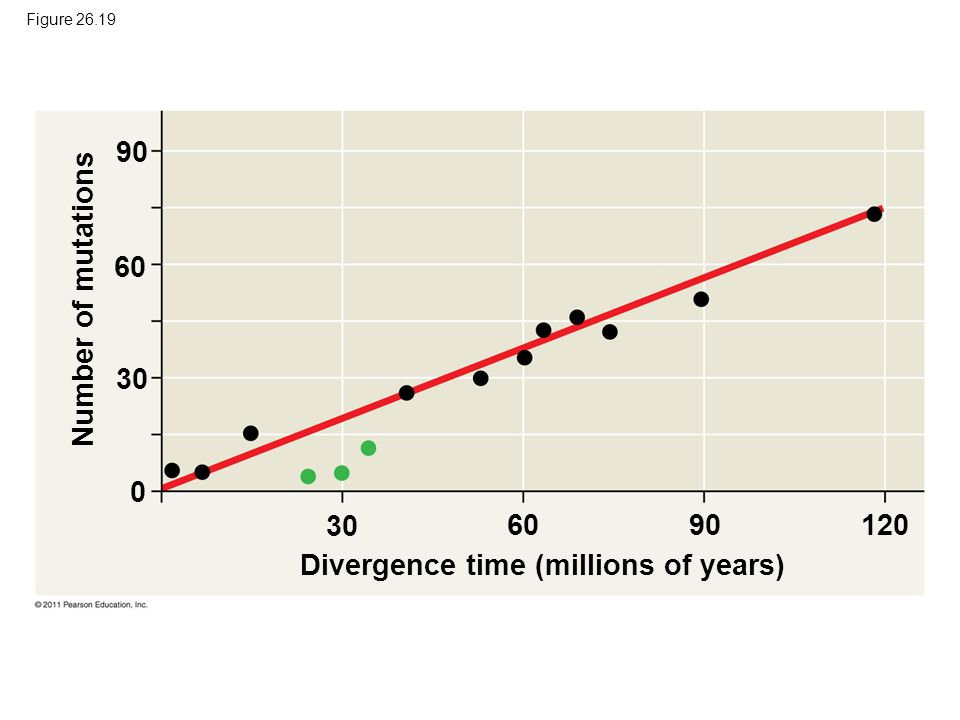 Figure 26.19
Number of mutations
90
60
30
0
30 60 90 120
Divergence time (millions of years)
© 2011 Pearson Education, Inc.